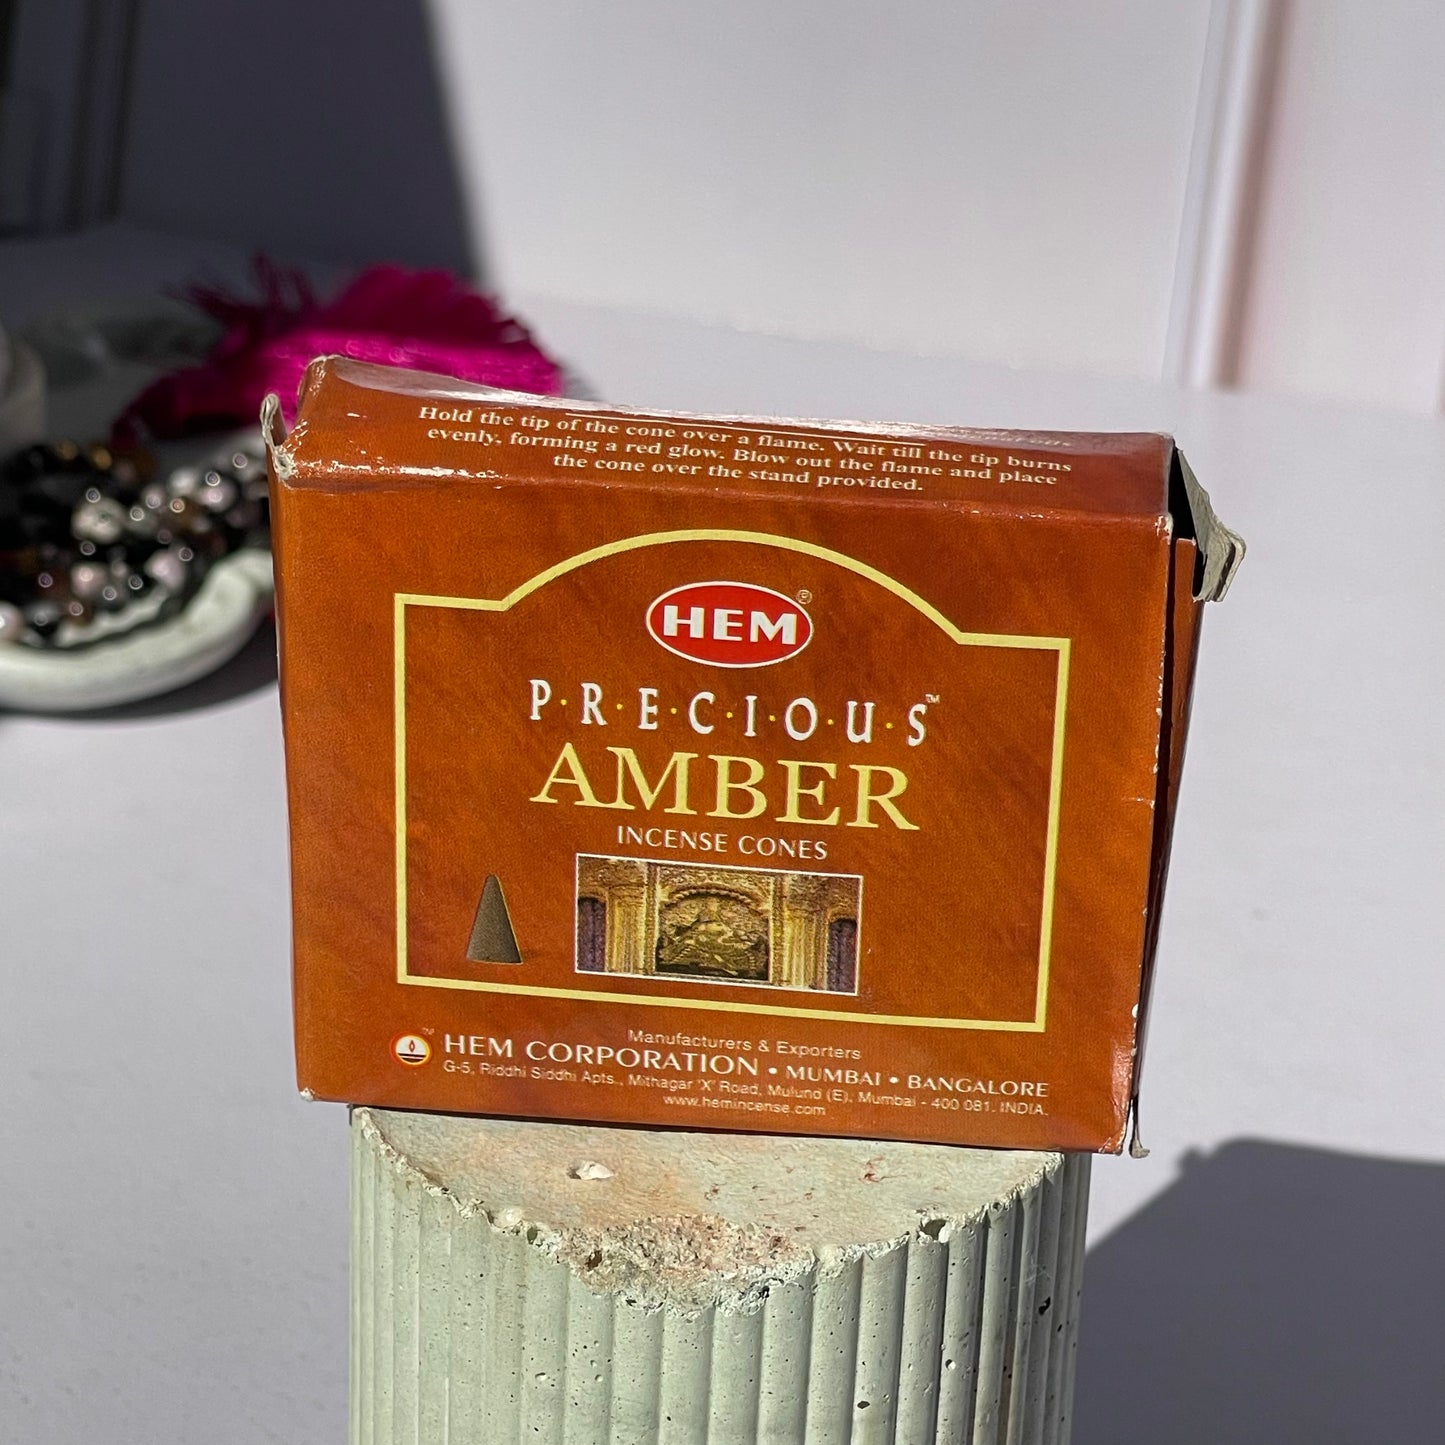 Hold the tip of the cone over a flame. Wait till the tip burns
evenly, forming a red glow. Blow out the flame and place
the cone over the stand provided.
HEM®
P·R·E·C·I·O·U·S™
AMBER
INCENSE CONES
Manufacturers & Exporters
™ HEM CORPORATION • MUMBAI • BANGALORE
G-5, Riddhi Siddhi Apts., Mithagar 'X' Road, Mulund (E), Mumbai - 400 081. INDIA.
www.hemincense.com